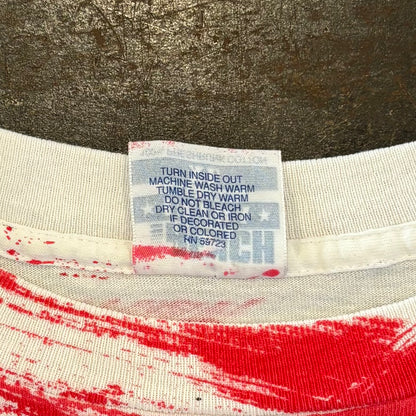 TURN INSIDE OUT
MACHINE WASH WARM
TUMBLE DRY WARM
DO NOT BLEACH
DRY CLEAN OR IRON
IF DECORATED
OR COLORED
RN 59723